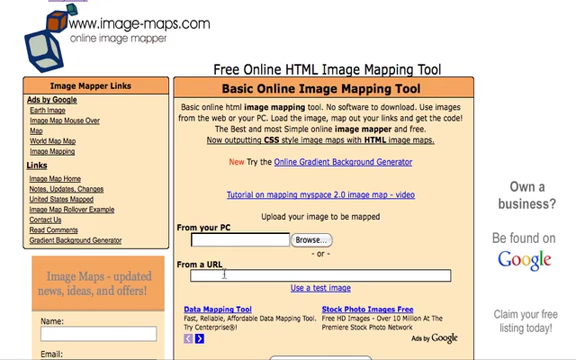 www.image-maps.com
online image mapper
Free Online HTML Image Mapping Tool
Image Mapper Links
Ads by Google
Earth Image
Image Map Mouse Over
Map
World Map Map
Image Mapping
Links
Image Map Home
Notes, Updates, Changes
United States Mapped
Image Map Rollover Example
Contact Us
Read Comments
Gradient Background Generator
Image Maps - updated
news, ideas, and offers!
Name:
Email:
Basic Online Image Mapping Tool
Basic online html image mapping tool. No software to download. Use images
from the web or your PC. Load the image, map out your links and get the code!
The Best and most Simple online image mapper and free.
Now outputting CSS style image maps with HTML image maps.
New Try the Online Gradient Background Generator
Tutorial on mapping myspace 2.0 image map - video
Upload your image to be mapped
From your PC
Browse...
- or -
From a URL
Use a test image
Data Mapping Tool
Fast, Reliable, Affordable Data Mapping Tool.
Try Centerprise!
Stock Photo Images Free
Free HD Images - Over 10 Million At The
Premiere Stock Photo Network
Ads by Google
Own a
business?
Be found on
Google
Claim your free
listing today!